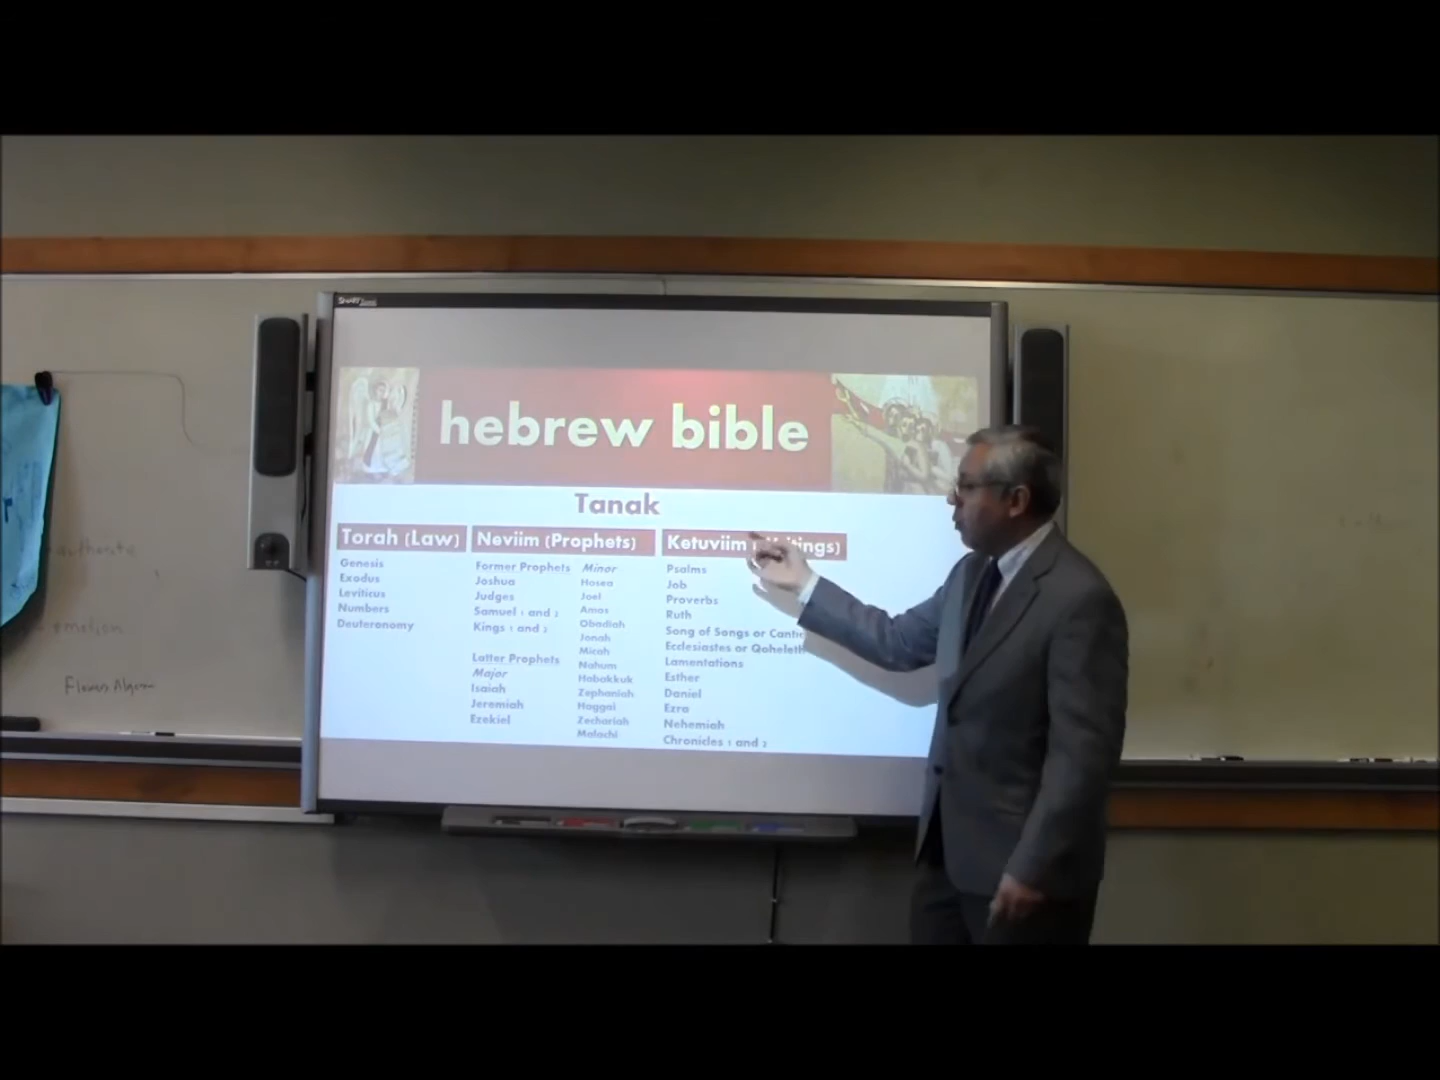 SMART Board
hebrew bible
Tanak
Torah (Law)
Genesis
Exodus
Leviticus
Numbers
Deuteronomy
Neviim (Prophets)
Former Prophets
Joshua
Judges
Samuel 1 and 2
Kings 1 and 2
Latter Prophets
Major
Isaiah
Jeremiah
Ezekiel
Minor
Hosea
Joel
Amos
Obadiah
Jonah
Micah
Nahum
Habakkuk
Zephaniah
Haggai
Zechariah
Malachi
Ketuviim
Psalms
Job
Proverbs
Ruth
Song of Songs or
Ecclesiastes or Qoheleth
Lamentations
Esther
Daniel
Ezra
Nehemiah
Chronicles 1 and 2
emotion